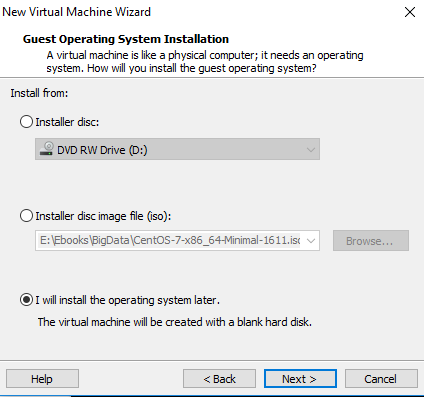 New Virtual Machine Wizard
Guest Operating System Installation
A virtual machine is like a physical computer; it needs an operating
system. How will you install the guest operating system?
Install from:
Installer disc:
DVD RW Drive (D:)
Installer disc image file (iso):
E:\Ebooks\BigData\CentOS-7-x86_64-Minimal-1611.isc
Browse...
I will install the operating system later.
The virtual machine will be created with a blank hard disk.
Help
< Back
Next >
Cancel